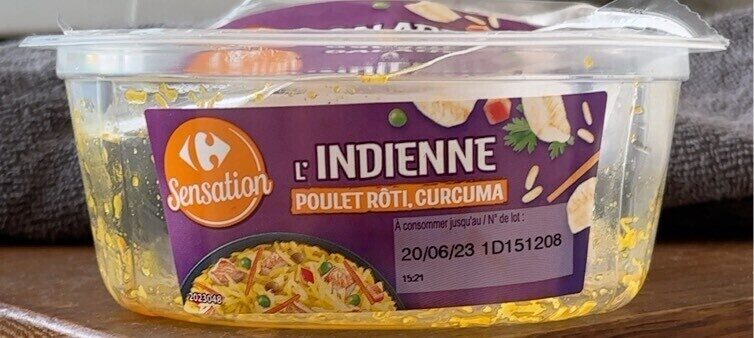 Sensation
L'INDIENNE
POULET RÔTI, CURCUMA
À consommer jusqu'au / N° de lot :
20/06/23 1D151208
15:21
2023048